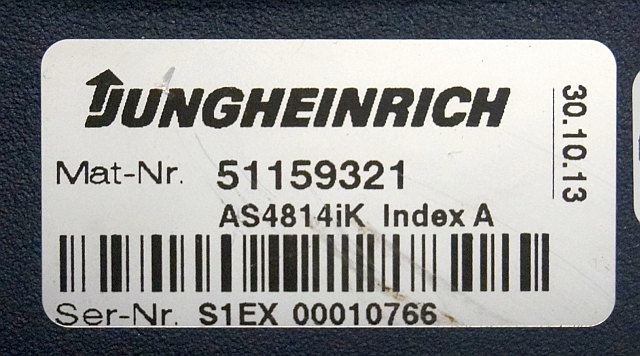 JUNGHEINRICH
Mat-Nr. 51159321
AS4814iK Index A
Ser-Nr. S1EX 00010766
30.10.13